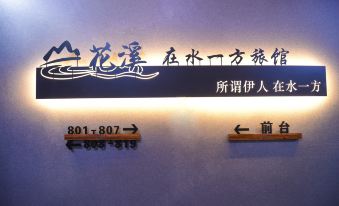 花溪 在水一方旅馆
所谓伊人 在水一方
801-807 →
← 前台